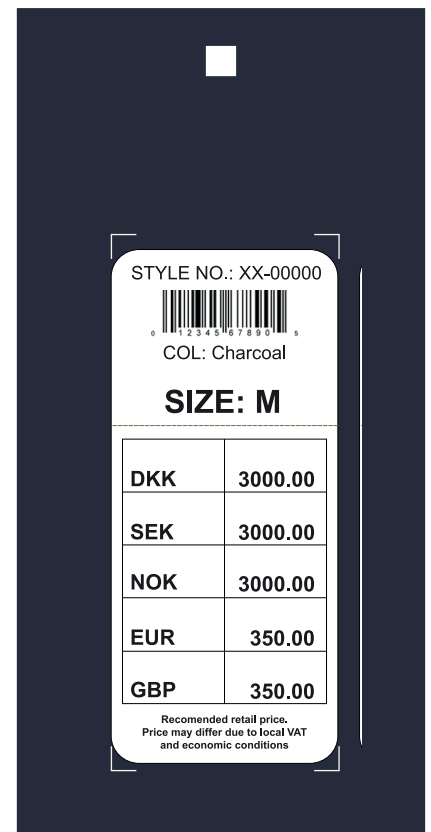 STYLE NO.: XX-00000
0 12345 67890 5
COL: Charcoal
SIZE: M
DKK 3000.00
SEK 3000.00
NOK 3000.00
EUR 350.00
GBP 350.00
Recomended retail price.
Price may differ due to local VAT
and economic conditions